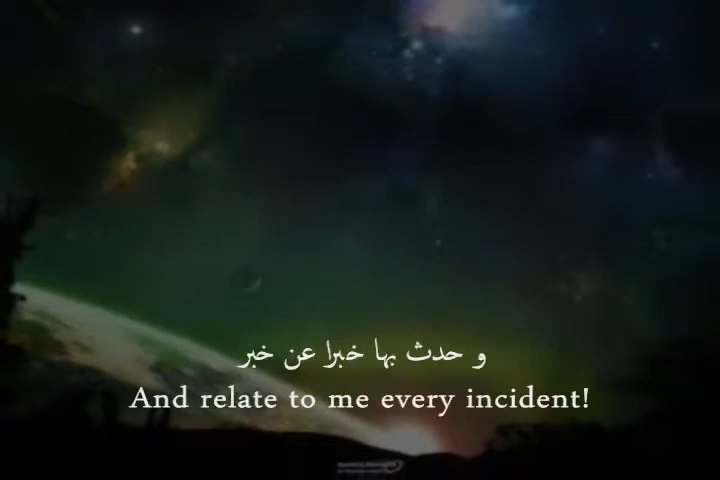 و حدث بها خبرا عن خبر
And relate to me every incident!